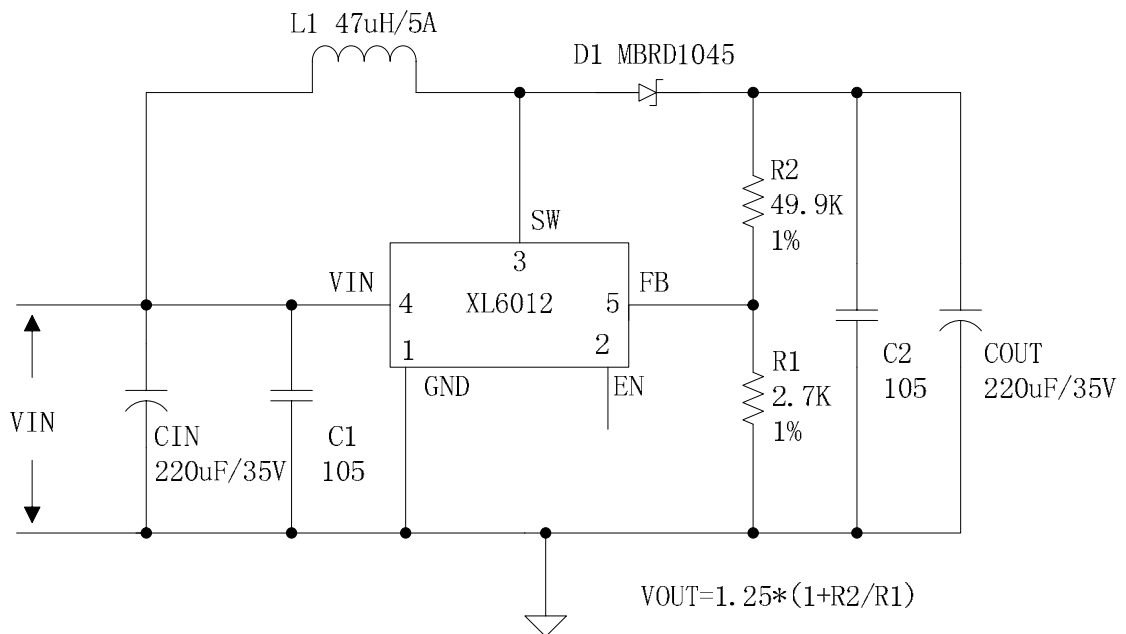 L1 47uH/5A
D1 MBRD1045
R2
49.9K
1%
SW
3
VIN
4
XL6012
5
FB
1
2
GND
EN
R1
2.7K
1%
C2
105
COUT
220uF/35V
VIN
CIN
220uF/35V
C1
105
VOUT=1.25*(1+R2/R1)